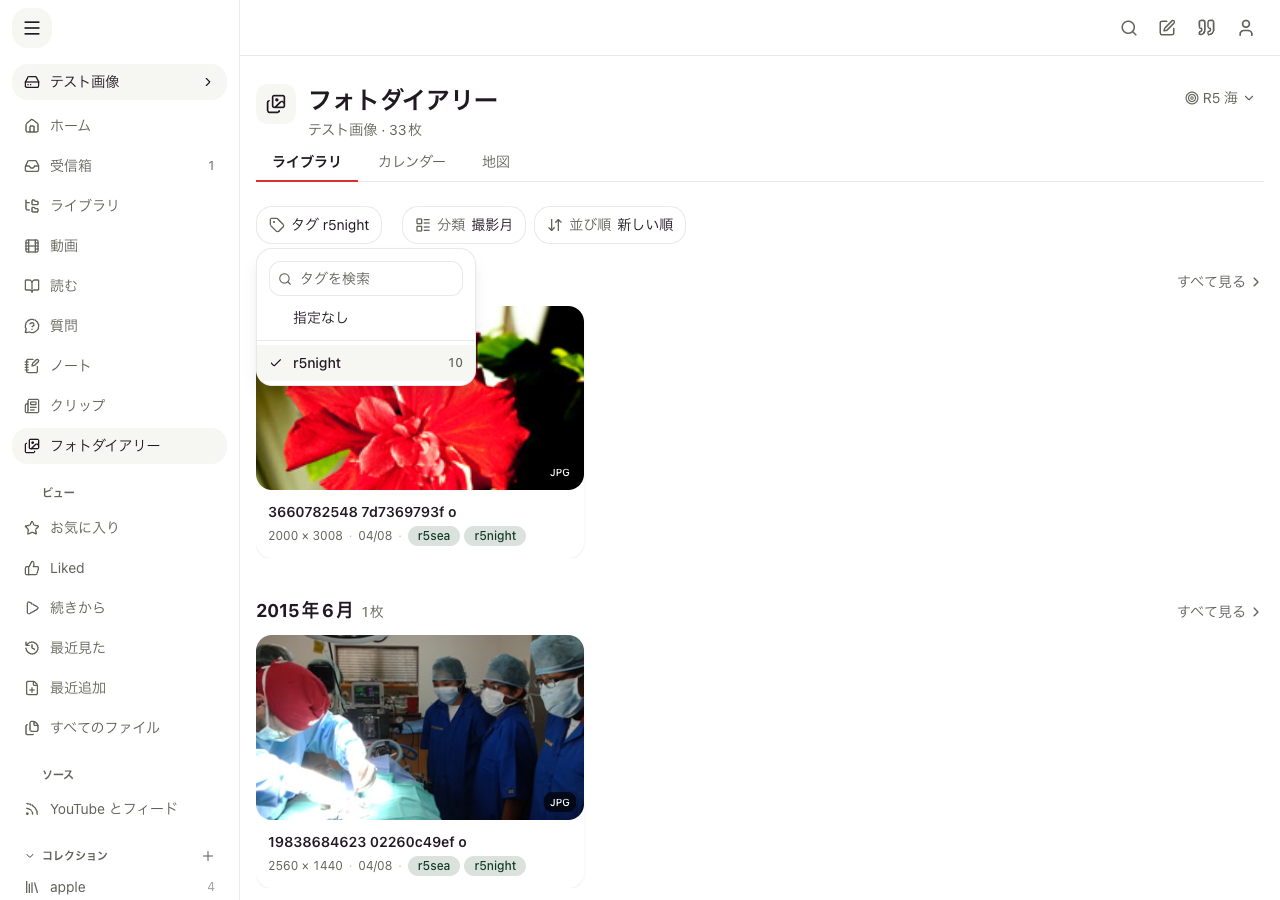 テスト画像
ホーム
受信箱 1
ライブラリ
動画
読む
質問
ノート
クリップ
フォトダイアリー
ビュー
お気に入り
Liked
続きから
最近見た
最近追加
すべてのファイル
ソース
YouTube とフィード
コレクション
apple 4
フォトダイアリー
テスト画像 · 33枚
R5 海
ライブラリ カレンダー 地図
タグ r5night 分類 撮影月 並び順 新しい順
タグを検索
指定なし
r5night 10
すべて見る
JPG
3660782548 7d7369793f o
2000 × 3008 · 04/08 · r5sea r5night
2015年6月 1枚 すべて見る
JPG
19838684623 02260c49ef o
2560 × 1440 · 04/08 · r5sea r5night